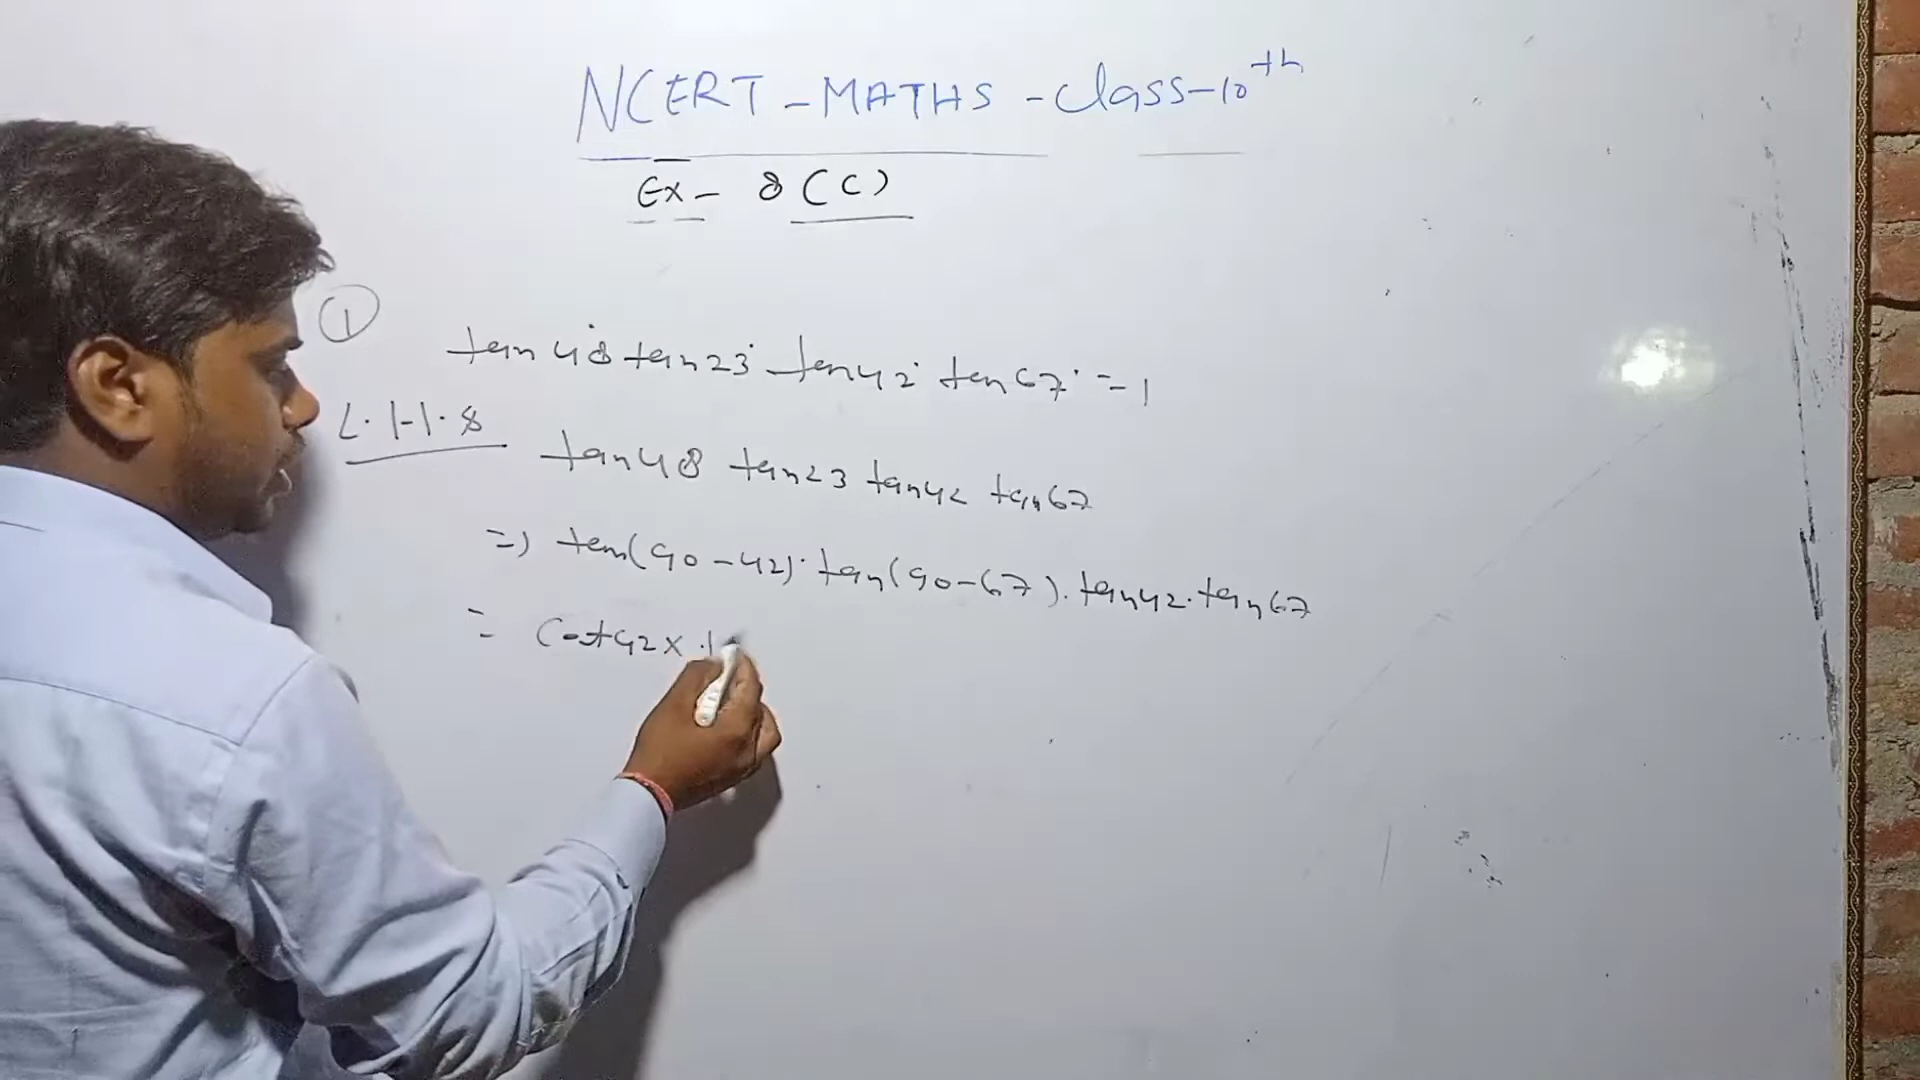 NCERT - MATHS - Class - 10th
Ex - 8 (C)
①
tan 48° tan 23° tan 42° tan 67° = 1
L.H.S
tan 48 tan 23 tan 42 tan 67
=) tan(90-42). tan(90-67). tan 42. tan 67
= Cot 42 x